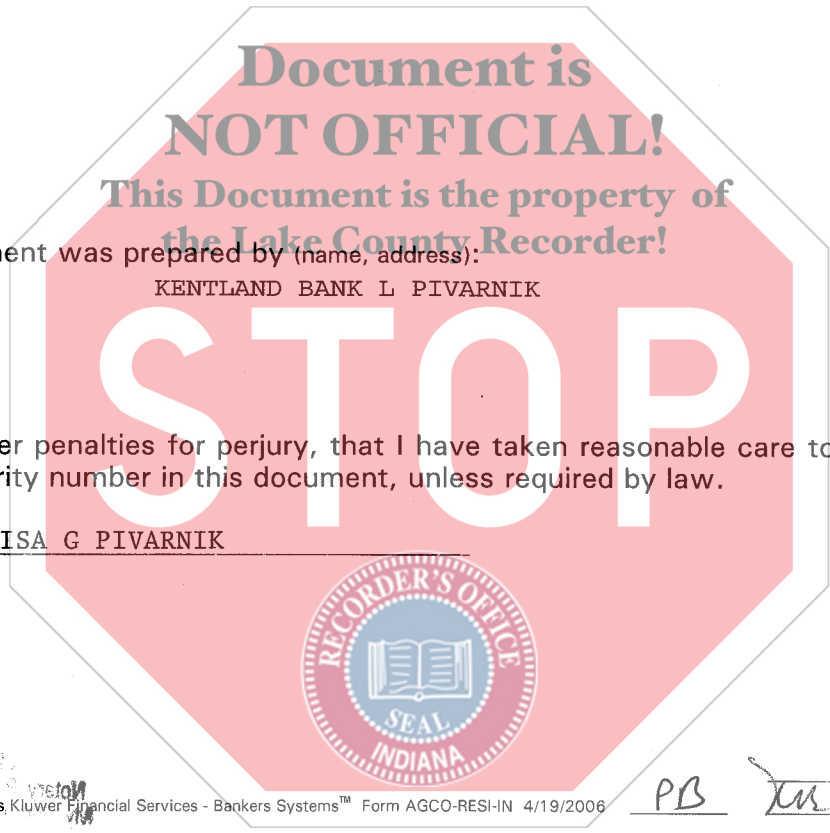 Document is
NOT OFFICIAL!
This Document is the property of
the Lake County Recorder!
ent was prepared by (name, address):
KENTLAND BANK L PIVARNIK
STOP
er penalties for perjury, that I have taken reasonable care to
rity number in this document, unless required by law.
ISA G PIVARNIK
RECORDER'S OFFICE
SEAL
INDIANA
s Kluwer Financial Services - Bankers Systems™ Form AGCO-RESI-IN 4/19/2006
PB